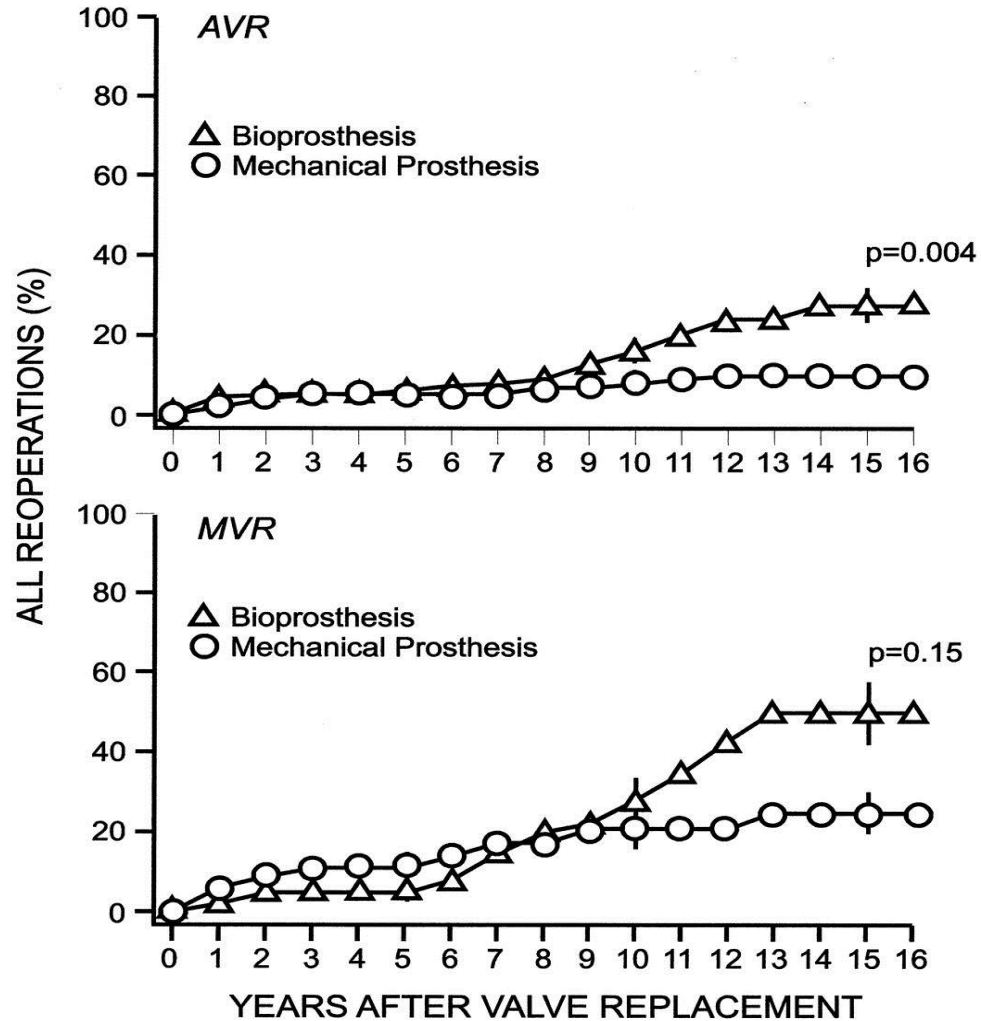 ALL REOPERATIONS (%)
AVR
100
80
60
40
20
0
Bioprosthesis
Mechanical Prosthesis
p=0.004
0 1 2 3 4 5 6 7 8 9 10 11 12 13 14 15 16
MVR
100
80
60
40
20
0
Bioprosthesis
Mechanical Prosthesis
p=0.15
0 1 2 3 4 5 6 7 8 9 10 11 12 13 14 15 16
YEARS AFTER VALVE REPLACEMENT